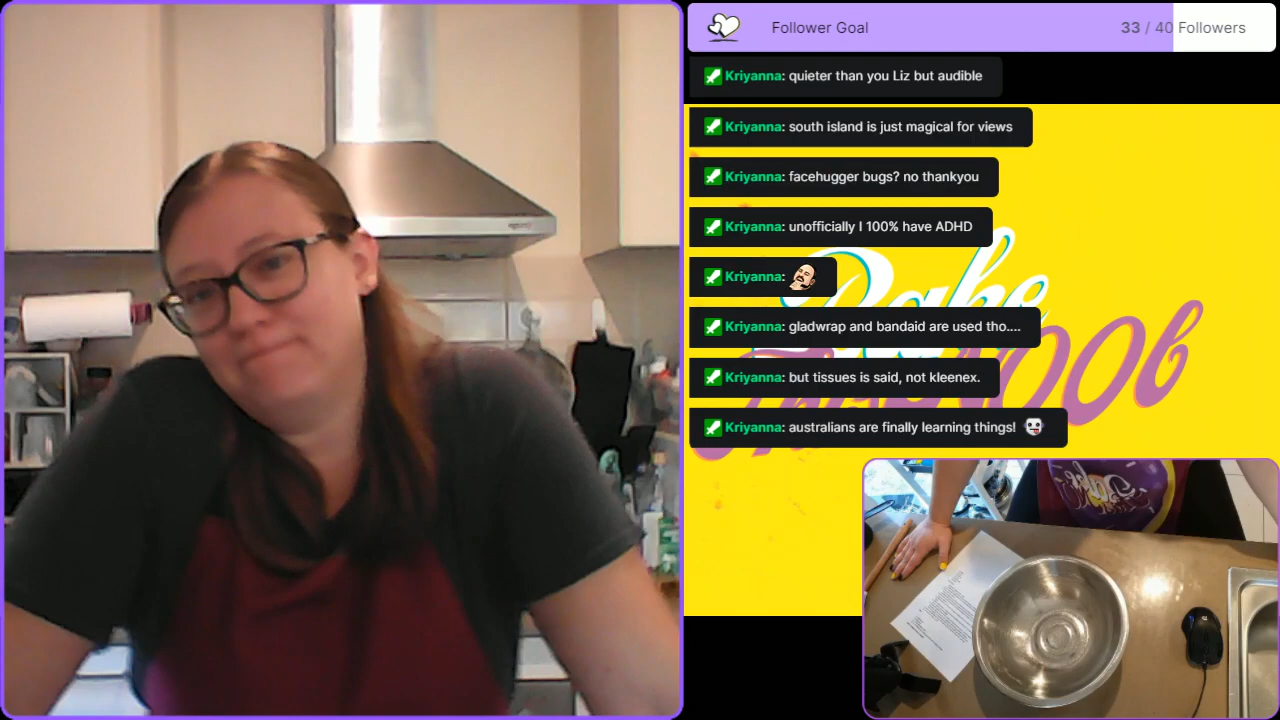 Follower Goal
33 / 40 Followers
Kriyanna: quieter than you Liz but audible
Kriyanna: south island is just magical for views
Kriyanna: facehugger bugs? no thankyou
Kriyanna: unofficially I 100% have ADHD
Kriyanna:
Kriyanna: gladwrap and bandaid are used tho....
Kriyanna: but tissues is said, not kleenex.
Kriyanna: australians are finally learning things!
Bake